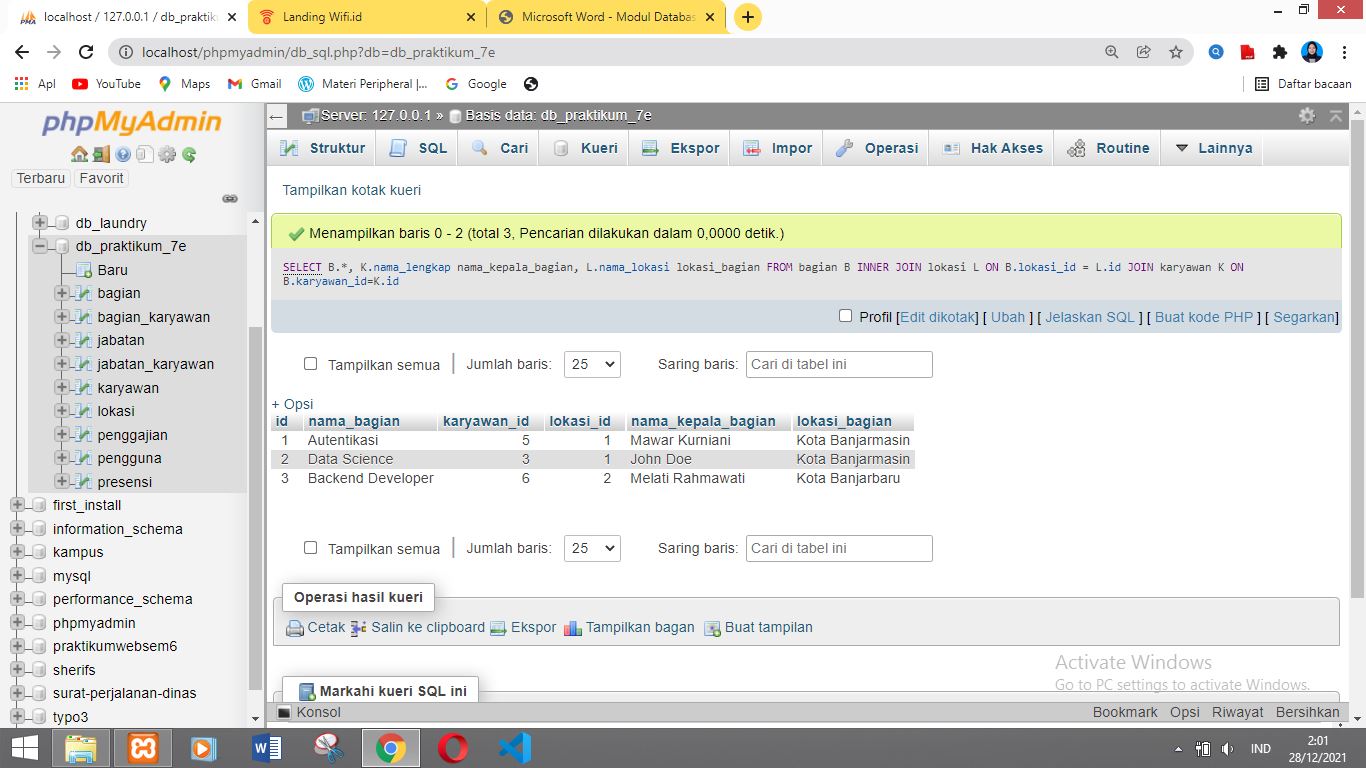 localhost / 127.0.0.1 / db_praktik
Landing Wifi.id
Microsoft Word - Modul Databas
localhost/phpmyadmin/db_sql.php?db=db_praktikum_7e
Apl YouTube Maps Gmail Materi Peripheral |... Google Daftar bacaan
phpMyAdmin
Terbaru Favorit
db_laundry
db_praktikum_7e
Baru
bagian
bagian_karyawan
jabatan
jabatan_karyawan
karyawan
lokasi
penggajian
pengguna
presensi
first_install
information_schema
kampus
mysql
performance_schema
phpmyadmin
praktikumwebsem6
sherifs
surat-perjalanan-dinas
typo3
Server: 127.0.0.1 » Basis data: db_praktikum_7e
Struktur SQL Cari Kueri Ekspor Impor Operasi Hak Akses Routine Lainnya
Tampilkan kotak kueri
Menampilkan baris 0 - 2 (total 3, Pencarian dilakukan dalam 0,0000 detik.)
SELECT B.*, K.nama_lengkap nama_kepala_bagian, L.nama_lokasi lokasi_bagian FROM bagian B INNER JOIN lokasi L ON B.lokasi_id = L.id JOIN karyawan K ON
B.karyawan_id=K.id
Profil [Edit dikotak] [ Ubah ] [ Jelaskan SQL ] [ Buat kode PHP ] [ Segarkan]
Tampilkan semua | Jumlah baris: 25 Saring baris: Cari di tabel ini
+ Opsi
id nama_bagian karyawan_id lokasi_id nama_kepala_bagian lokasi_bagian
1 Autentikasi 5 1 Mawar Kurniani Kota Banjarmasin
2 Data Science 3 1 John Doe Kota Banjarmasin
3 Backend Developer 6 2 Melati Rahmawati Kota Banjarbaru
Tampilkan semua | Jumlah baris: 25 Saring baris: Cari di tabel ini
Operasi hasil kueri
Cetak Salin ke clipboard Ekspor Tampilkan bagan Buat tampilan
Markahi kueri SQL ini
Activate Windows
Go to PC settings to activate Windows.
Konsol Bookmark Opsi Riwayat Bersihkan
IND
2:01
28/12/2021